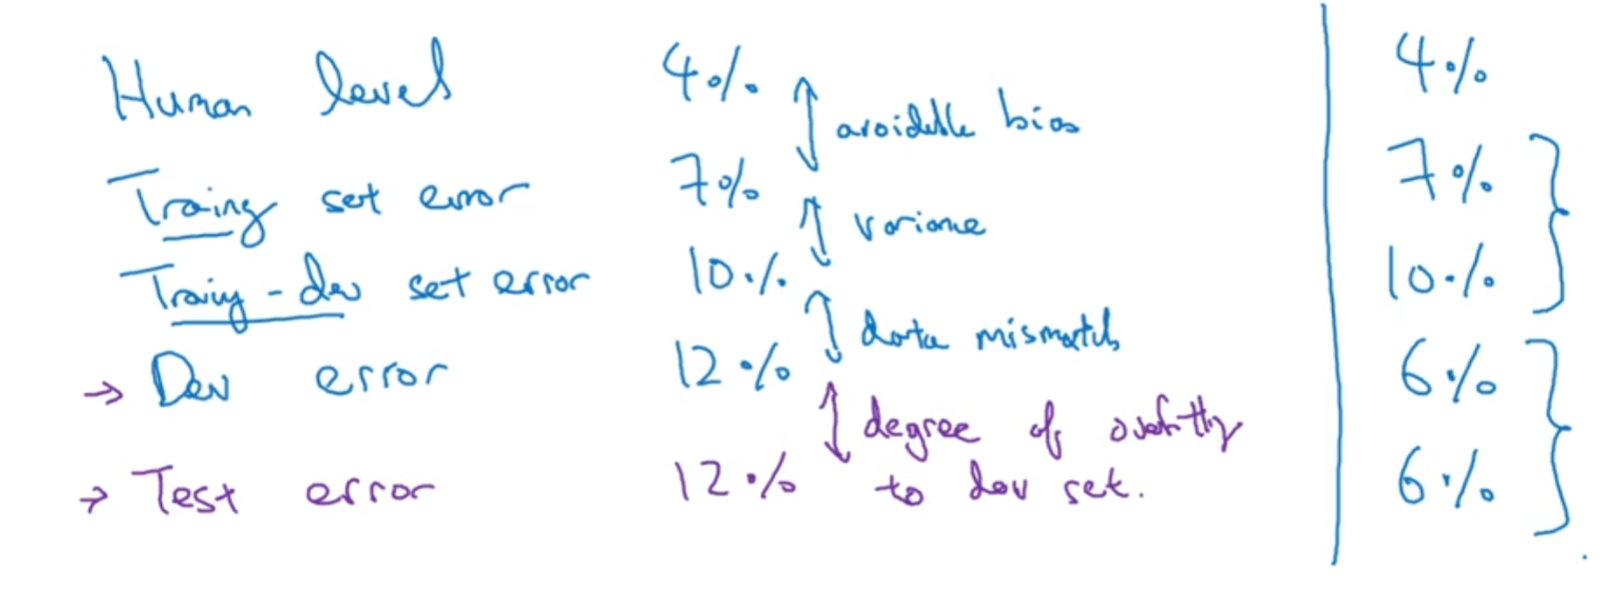 Human level 4% 4%
avoidable bias
Training set error 7% 7%
variance
Training-dev set error 10% 10%
data mismatch
→ Dev error 12% 6%
degree of overfitting
→ Test error 12% to dev set. 6%